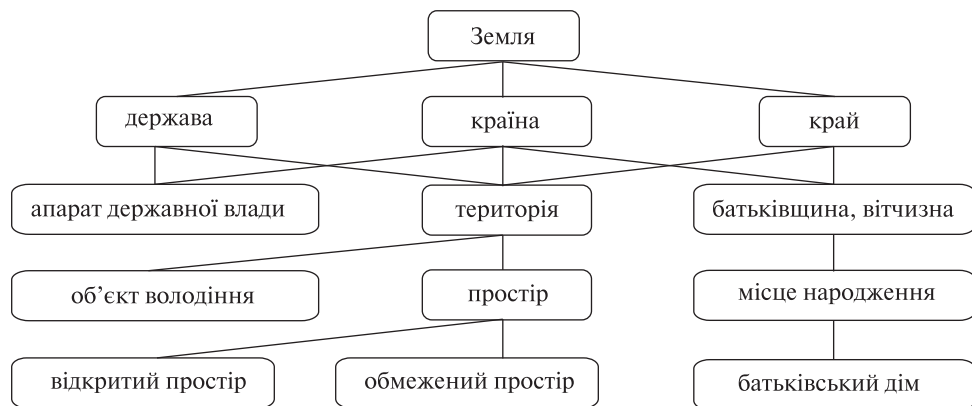 Земля
держава
країна
край
апарат державної влади
територія
батьківщина, вітчизна
об’єкт володіння
простір
місце народження
відкритий простір
обмежений простір
батьківський дім